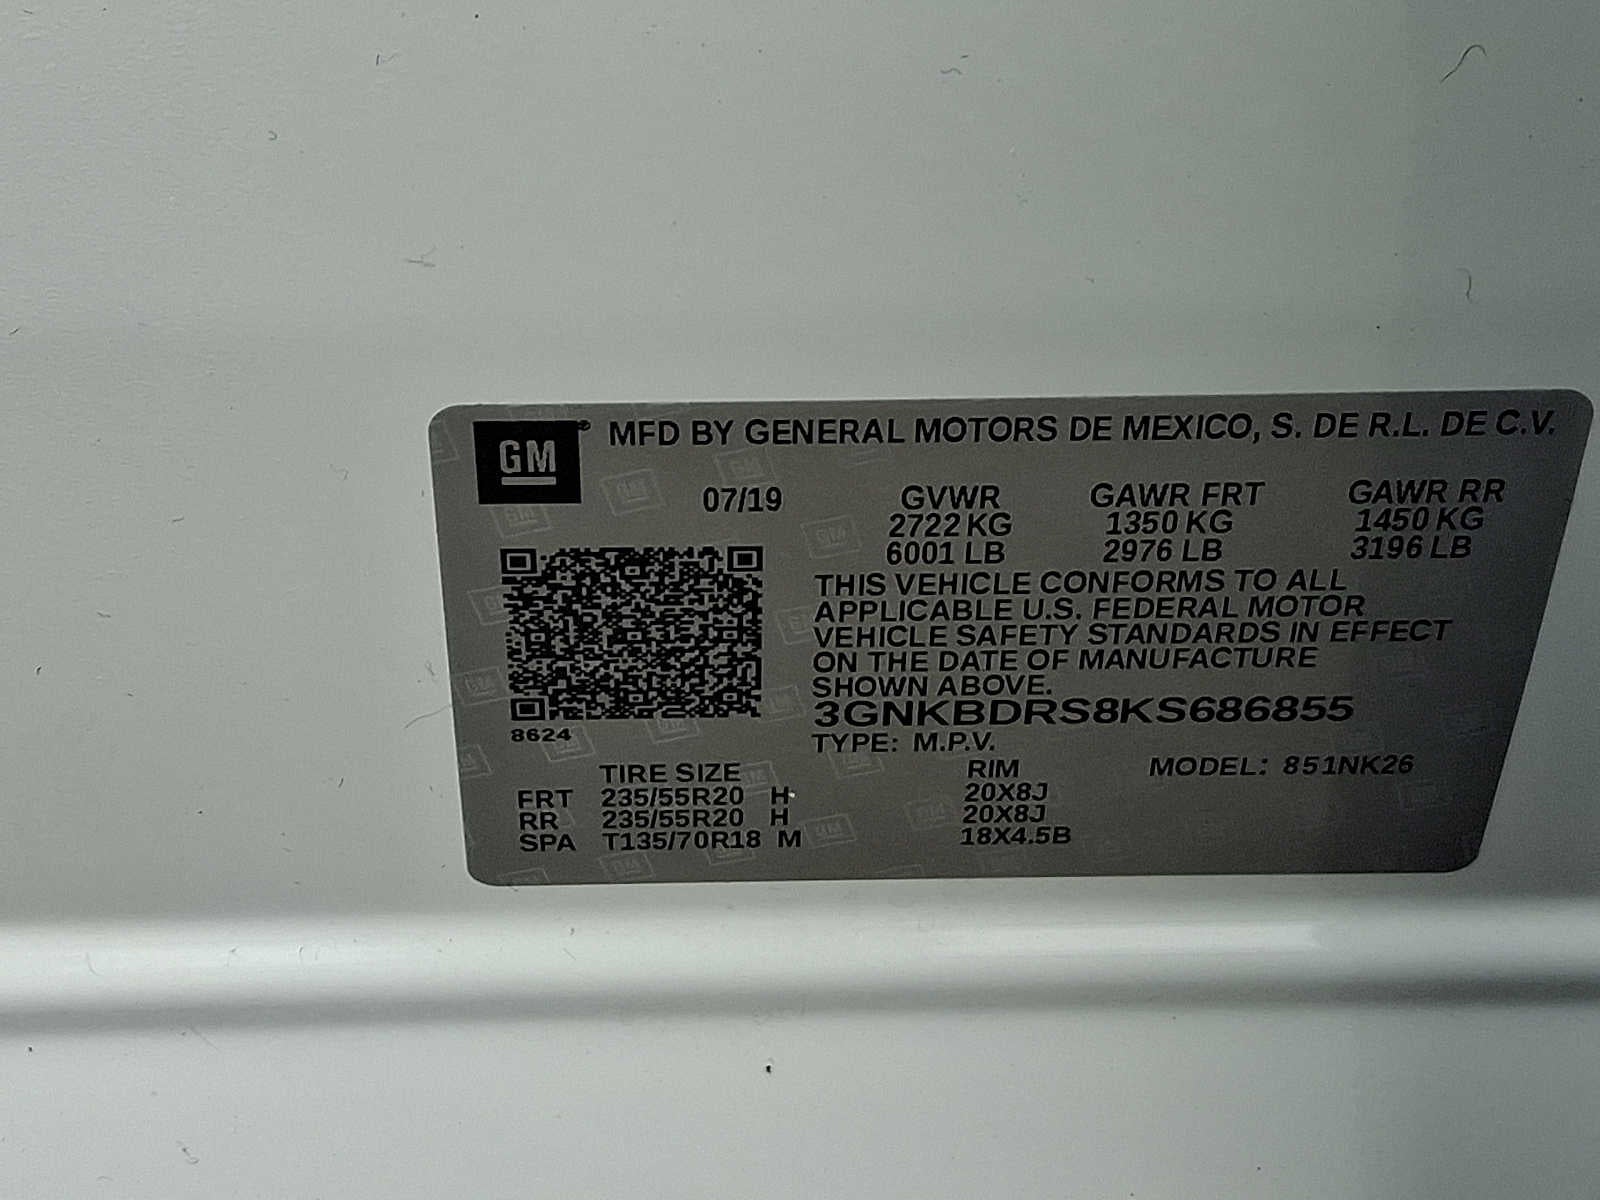 GM® MFD BY GENERAL MOTORS DE MEXICO, S. DE R.L. DE C.V.
07/19 GVWR GAWR FRT GAWR RR
2722 KG 1350 KG 1450 KG
6001 LB 2976 LB 3196 LB
THIS VEHICLE CONFORMS TO ALL
APPLICABLE U.S. FEDERAL MOTOR
VEHICLE SAFETY STANDARDS IN EFFECT
ON THE DATE OF MANUFACTURE
SHOWN ABOVE.
3GNKBDRS8KS686855
8624
TYPE: M.P.V.
TIRE SIZE RIM MODEL: 851NK26
FRT 235/55R20 H 20X8J
RR 235/55R20 H 20X8J
SPA T135/70R18 M 18X4.5B